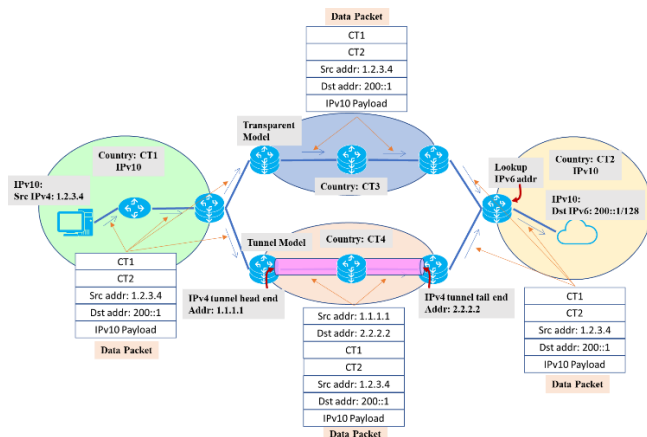 Data Packet
CT1
CT2
Src addr: 1.2.3.4
Dst addr: 200::1
IPv10 Payload
Transparent
Model
Country: CT1
IPv10
IPv10:
Src IPv4: 1.2.3.4
Country: CT3
Lookup
IPv6 addr
Country: CT2
IPv10
IPv10:
Dst IPv6: 200::1/128
Tunnel Model
Country: CT4
IPv4 tunnel head end
Addr: 1.1.1.1
IPv4 tunnel tail end
Addr: 2.2.2.2
CT1
CT2
Src addr: 1.2.3.4
Dst addr: 200::1
IPv10 Payload
Data Packet
Src addr: 1.1.1.1
Dst addr: 2.2.2.2
CT1
CT2
Src addr: 1.2.3.4
Dst addr: 200::1
IPv10 Payload
Data Packet
CT1
CT2
Src addr: 1.2.3.4
Dst addr: 200::1
IPv10 Payload
Data Packet